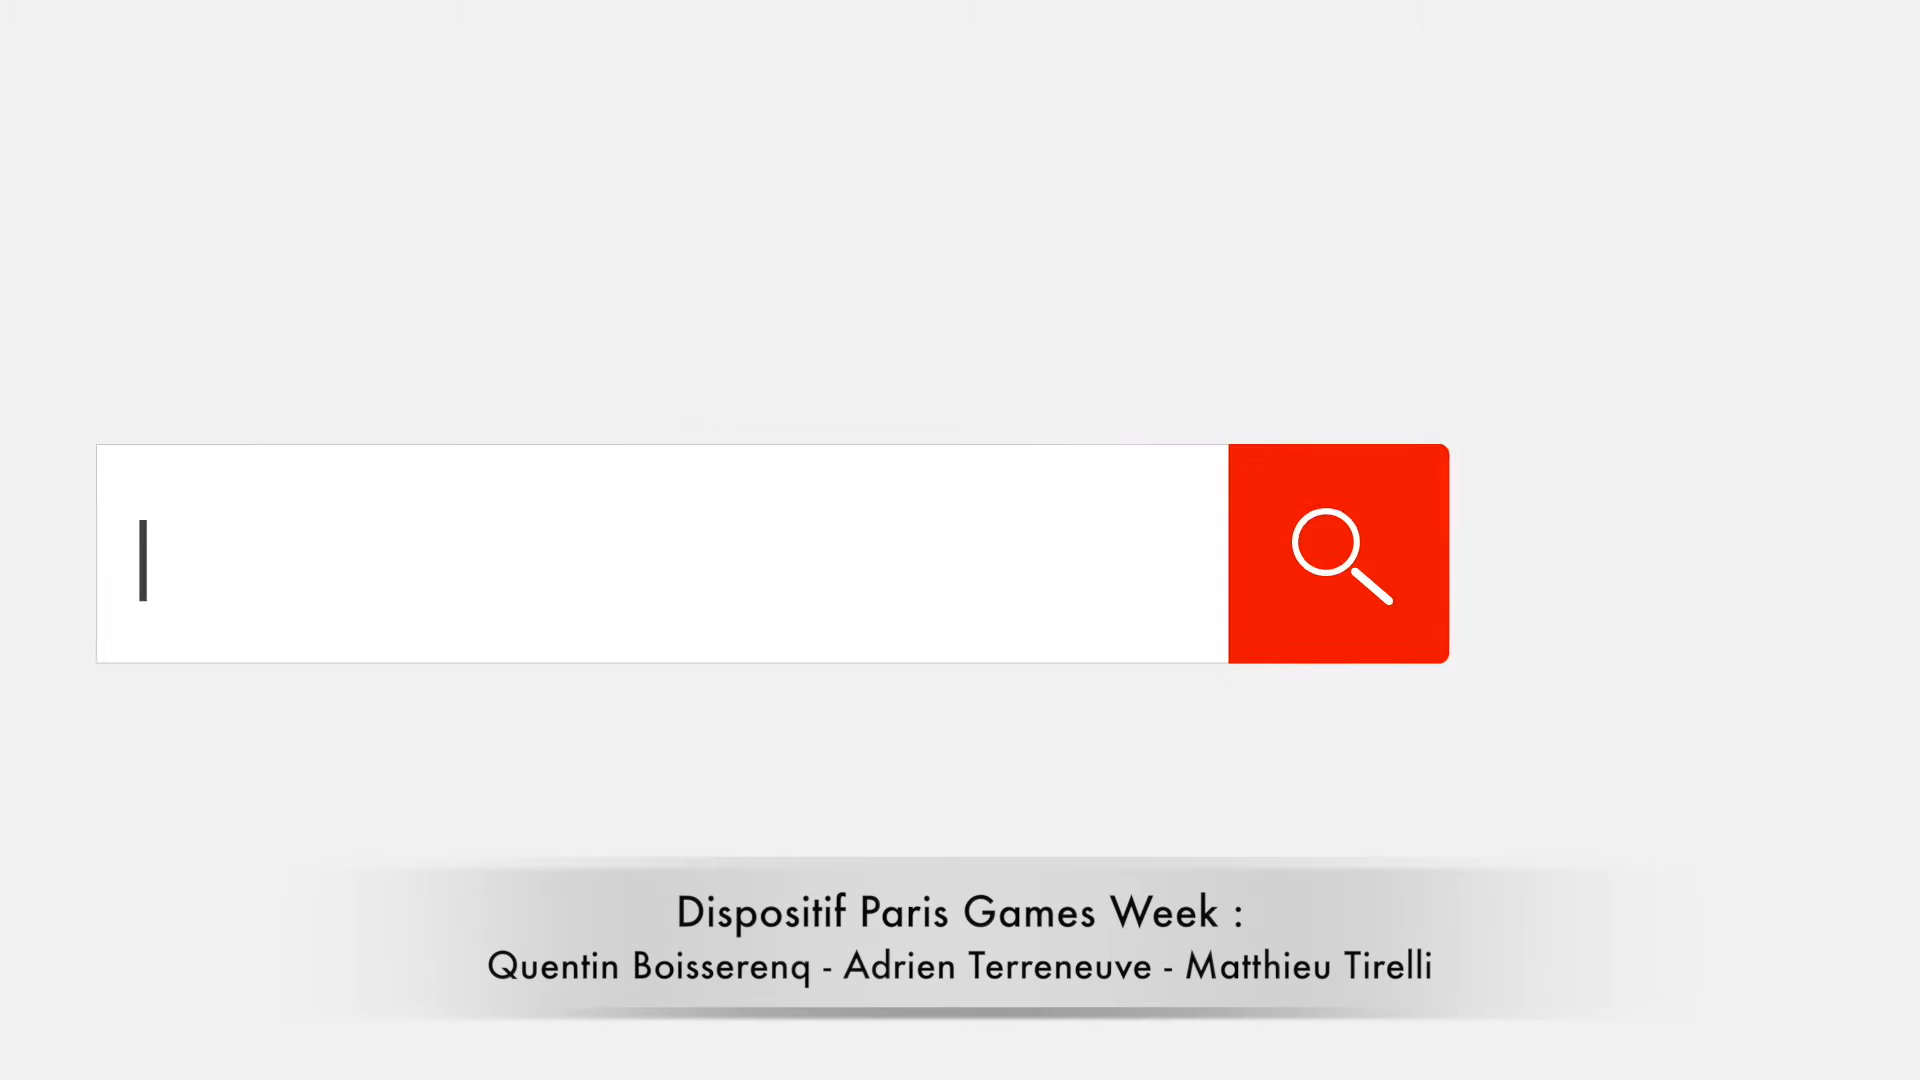 Dispositif Paris Games Week :
Quentin Boisserenq - Adrien Terreneuve - Matthieu Tirelli